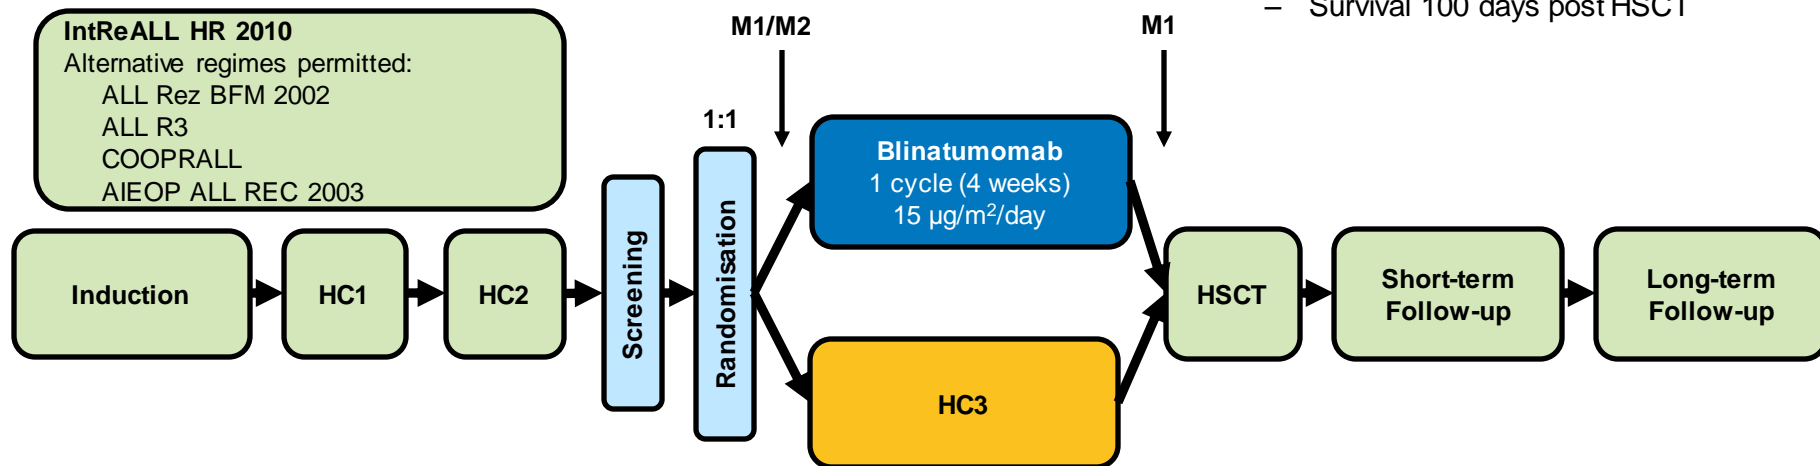 – Survival 100 days post HSCT
IntReALL HR 2010
Alternative regimes permitted:
ALL Rez BFM 2002
ALL R3
COOPRALL
AIEOP ALL REC 2003
M1/M2
M1
1:1
Induction
HC1
HC2
Screening
Randomisation
Blinatumomab
1 cycle (4 weeks)
15 µg/m²/day
HC3
HSCT
Short-term
Follow-up
Long-term
Follow-up